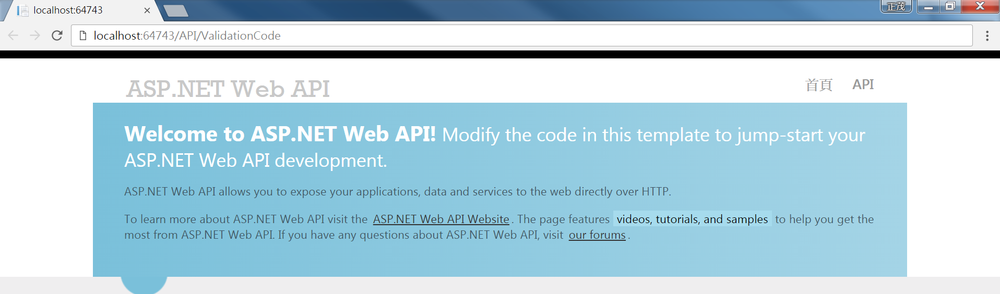 localhost:64743
正茂
localhost:64743/API/ValidationCode
ASP.NET Web API
首頁 API
Welcome to ASP.NET Web API! Modify the code in this template to jump-start your
ASP.NET Web API development.
ASP.NET Web API allows you to expose your applications, data and services to the web directly over HTTP.
To learn more about ASP.NET Web API visit the ASP.NET Web API Website. The page features videos, tutorials, and samples to help you get the
most from ASP.NET Web API. If you have any questions about ASP.NET Web API, visit our forums.